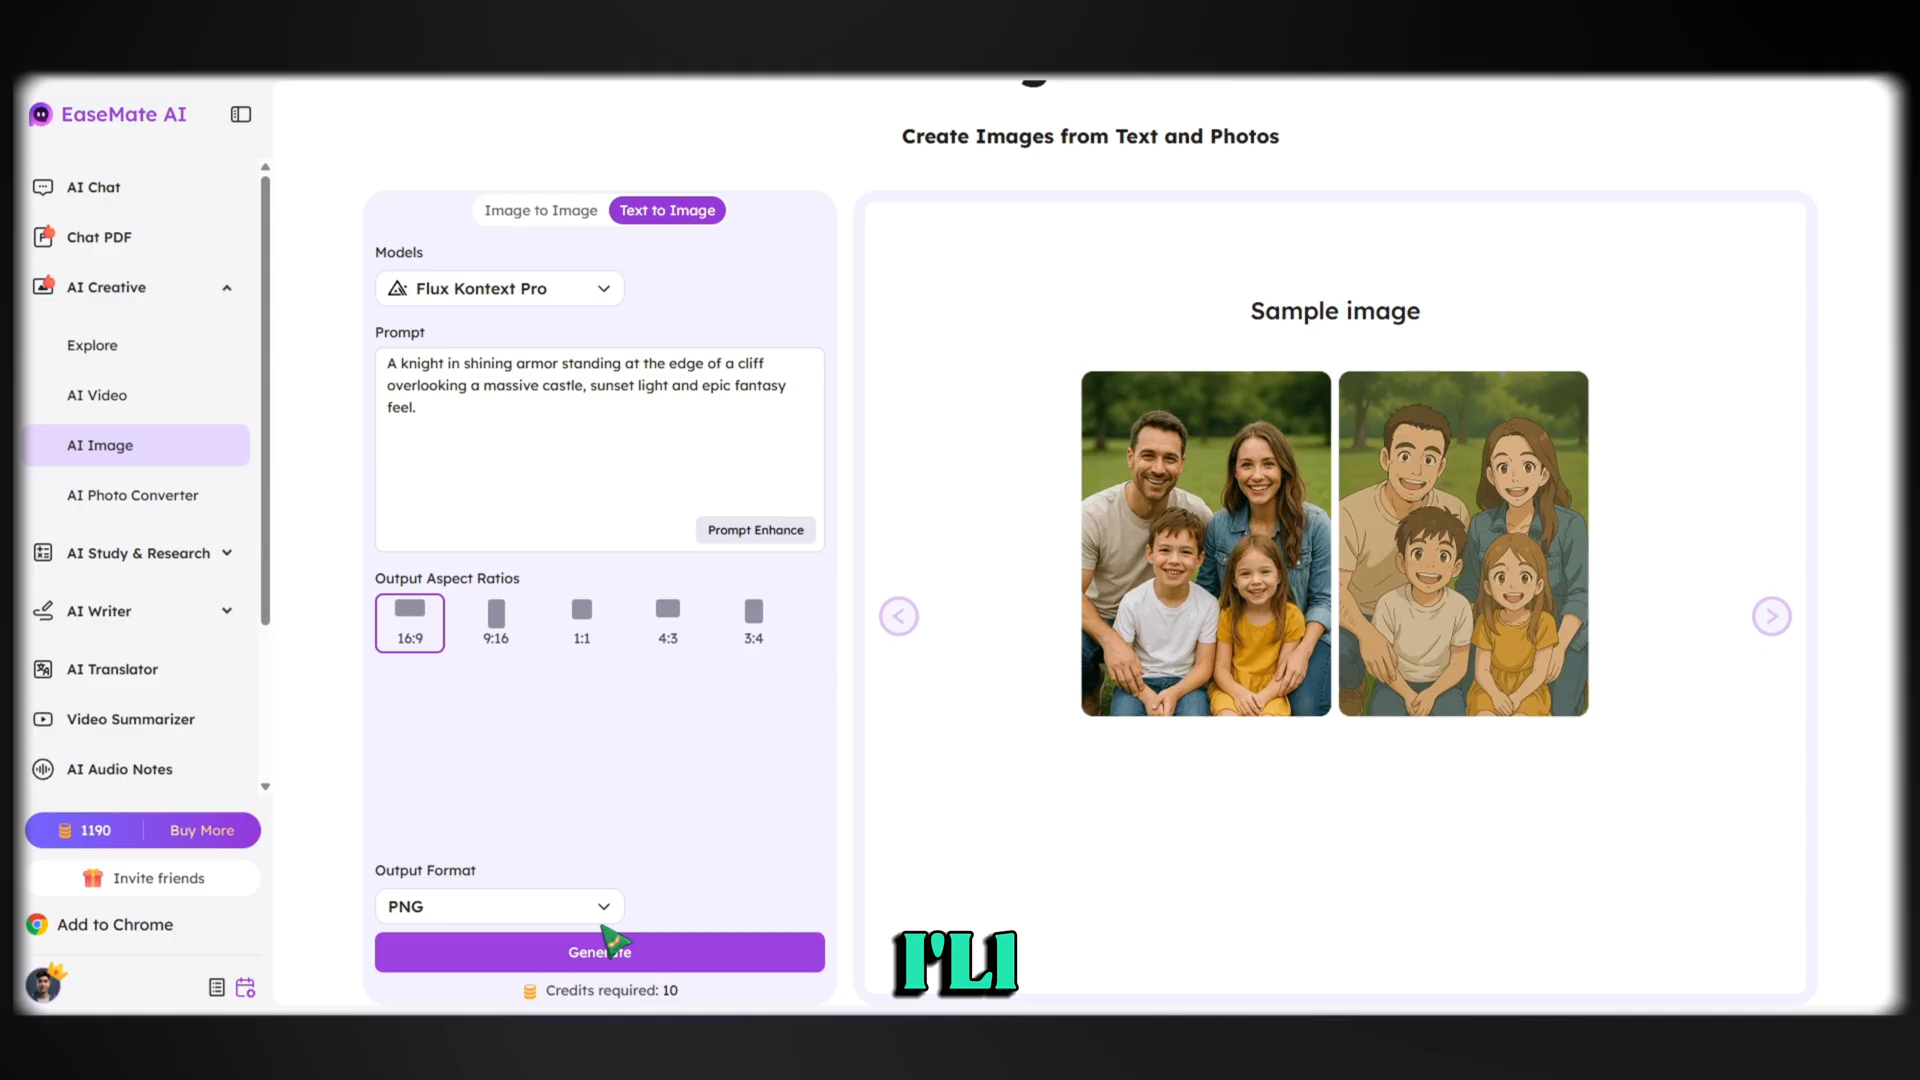 EaseMate AI
AI Chat
Chat PDF
AI Creative
Explore
AI Video
AI Image
AI Photo Converter
AI Study & Research
AI Writer
AI Translator
Video Summarizer
AI Audio Notes
1190
Buy More
Invite friends
Add to Chrome
Create Images from Text and Photos
Image to Image
Text to Image
Models
Flux Kontext Pro
Prompt
A knight in shining armor standing at the edge of a cliff
overlooking a massive castle, sunset light and epic fantasy
feel.
Prompt Enhance
Output Aspect Ratios
16:9
9:16
1:1
4:3
3:4
Output Format
PNG
Generate
Credits required: 10
Sample image
I'LL